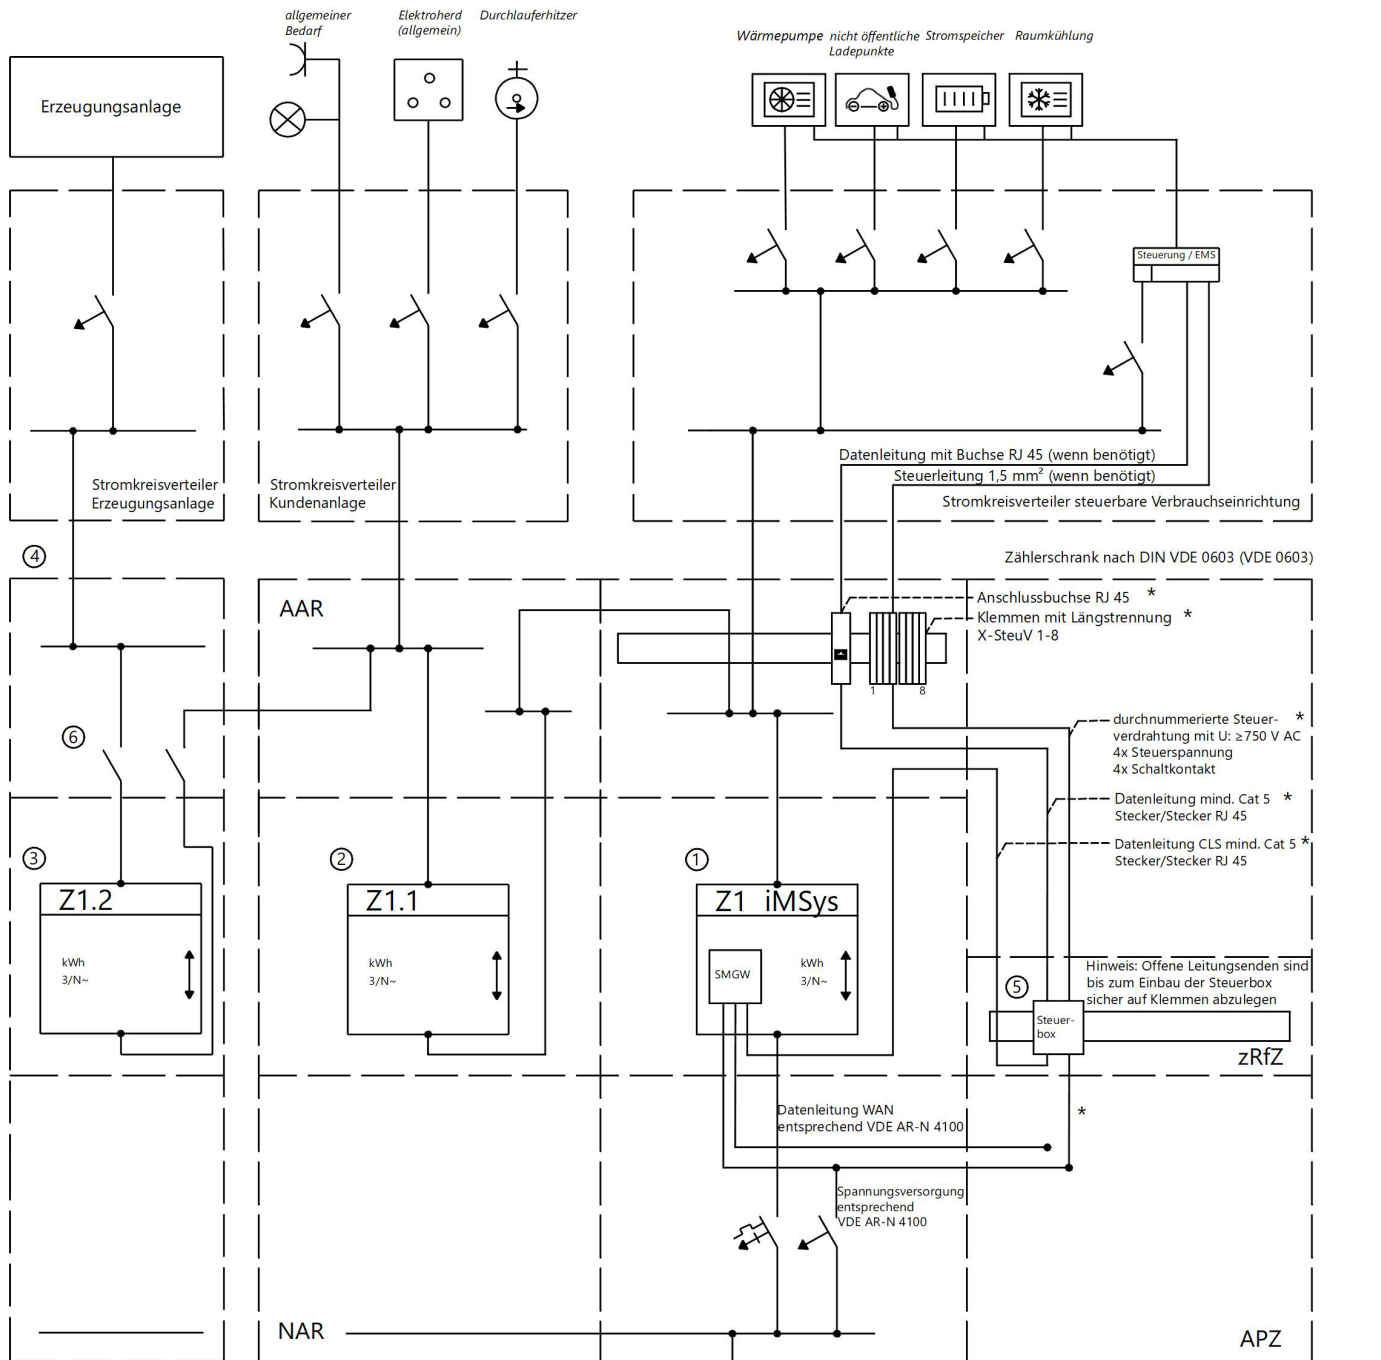 allgemeiner
Bedarf
Elektroherd
(allgemein)
Durchlauferhitzer
Wärmepumpe
nicht öffentliche
Ladepunkte
Stromspeicher
Raumkühlung
Erzeugungsanlage
Steuerung / EMS
Datenleitung mit Buchse RJ 45 (wenn benötigt)
Steuerleitung 1,5 mm² (wenn benötigt)
Stromkreisverteiler
Erzeugungsanlage
Stromkreisverteiler
Kundenanlage
Stromkreisverteiler steuerbare Verbrauchseinrichtung
4
Zählerschrank nach DIN VDE 0603 (VDE 0603)
AAR
Anschlussbuchse RJ 45 *
Klemmen mit Längstrennung *
X-SteuV 1-8
1
8
6
durchnummerierte Steuer- *
verdrahtung mit U: ≥750 V AC
4x Steuerspannung
4x Schaltkontakt
Datenleitung mind. Cat 5 *
Stecker/Stecker RJ 45
Datenleitung CLS mind. Cat 5 *
Stecker/Stecker RJ 45
3
2
1
Z1.2
kWh
3/N~
Z1.1
kWh
3/N~
Z1 iMSys
SMGW
kWh
3/N~
5
Hinweis: Offene Leitungsenden sind
bis zum Einbau der Steuerbox
sicher auf Klemmen abzulegen
Steuer-
box
zRfZ
Datenleitung WAN
entsprechend VDE AR-N 4100
*
Spannungsversorgung
entsprechend
VDE AR-N 4100
NAR
APZ